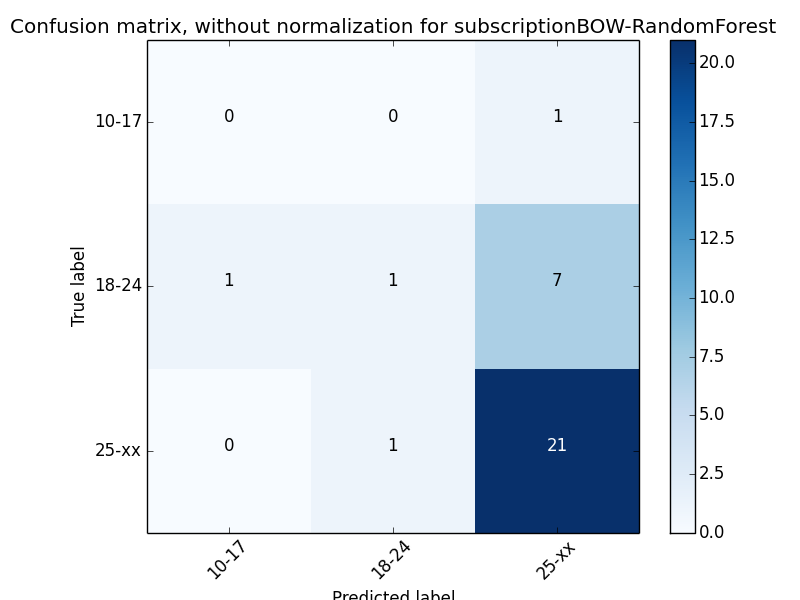 Confusion matrix, without normalization for subscriptionBOW-RandomForest
True label
10-17 0 0 1
18-24 1 1 7
25-xx 0 1 21
10-17 18-24 25-xx
Predicted label
20.0
17.5
15.0
12.5
10.0
7.5
5.0
2.5
0.0